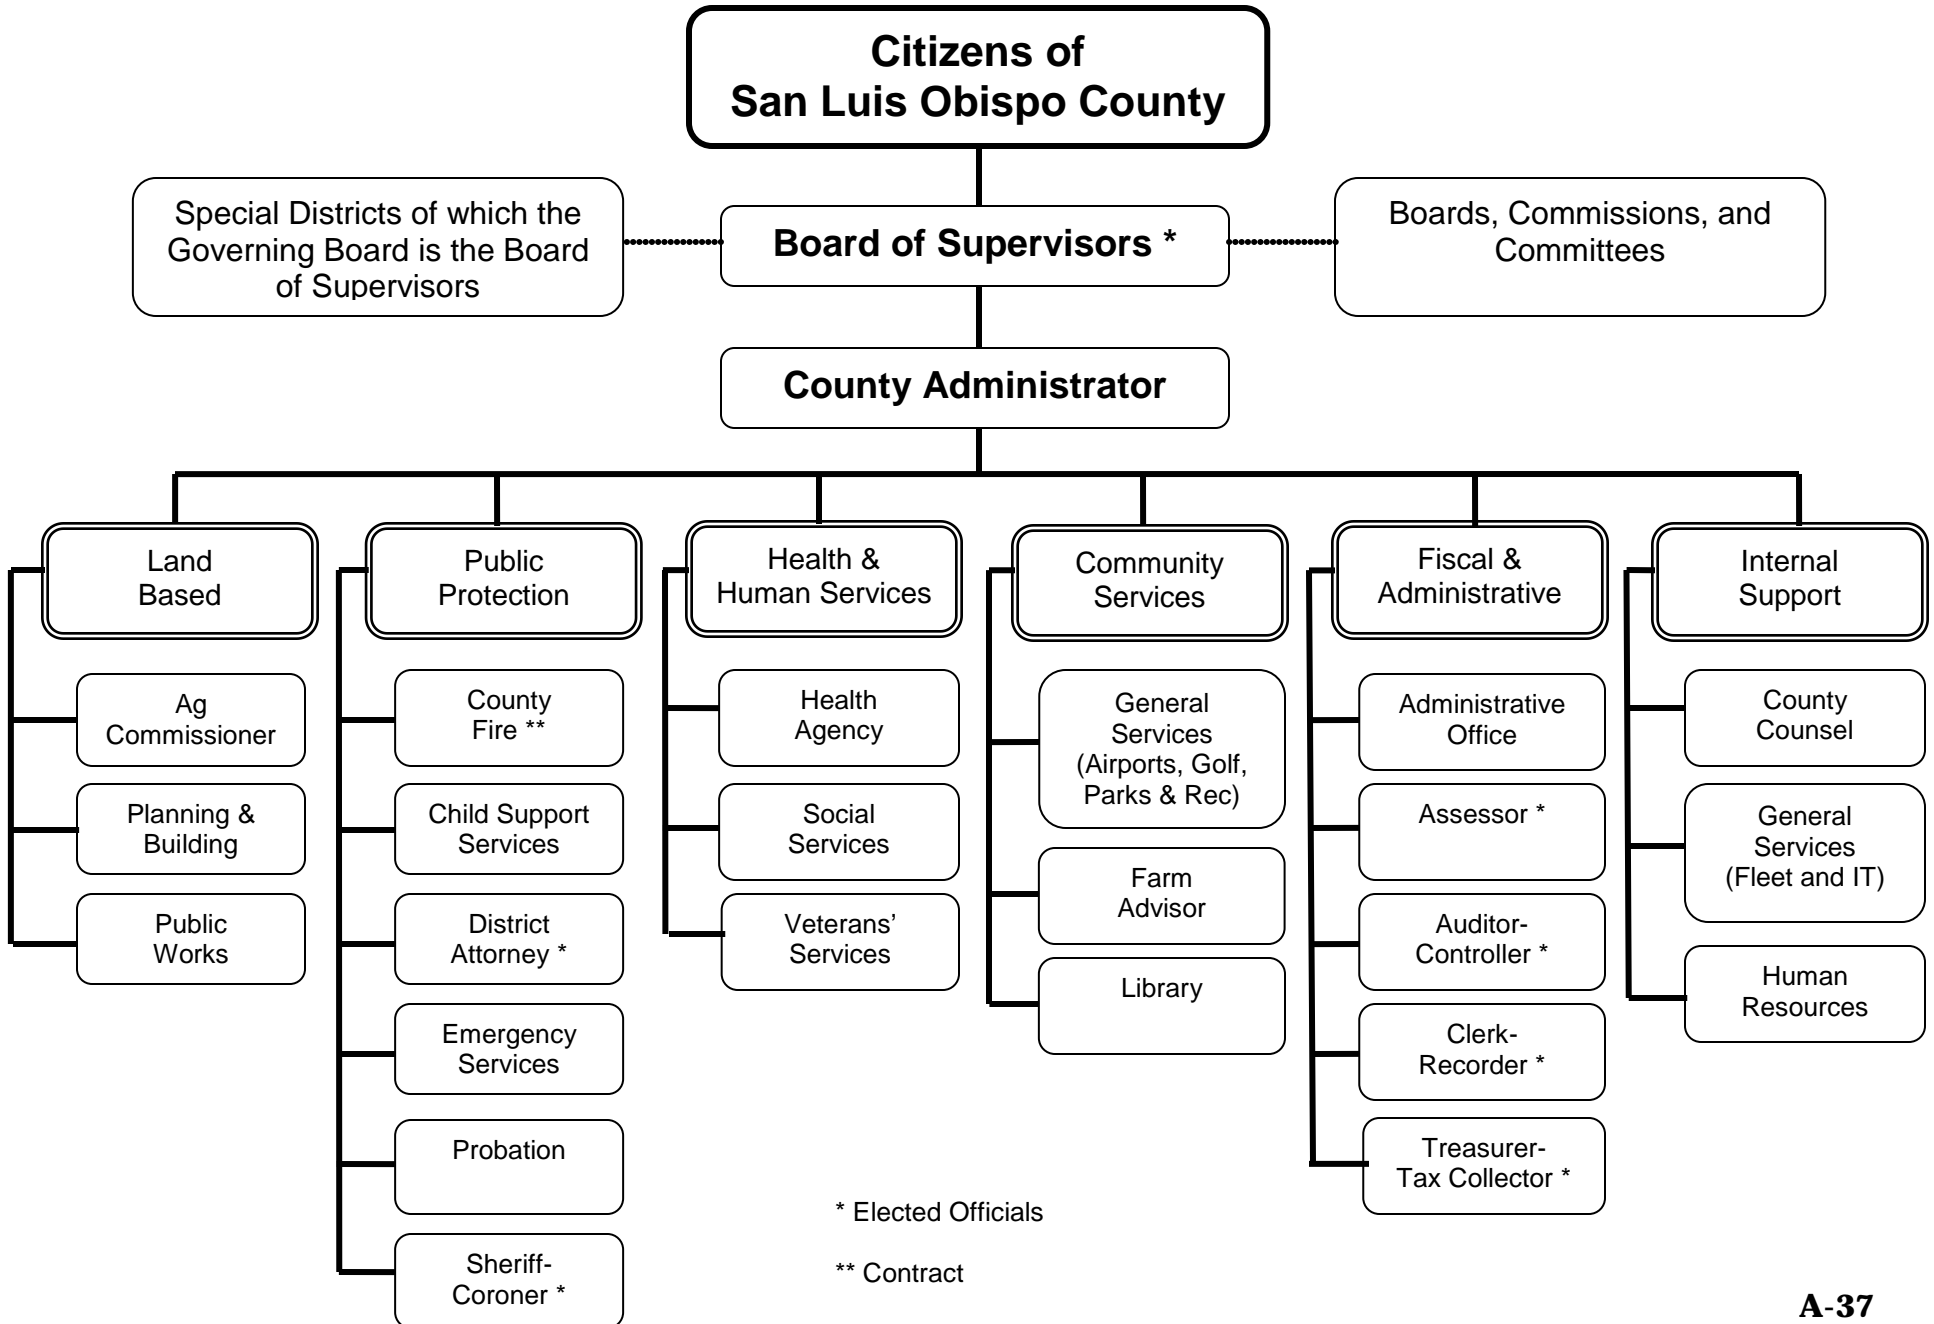 Citizens of
San Luis Obispo County
Special Districts of which the
Governing Board is the Board
of Supervisors
Board of Supervisors *
Boards, Commissions, and
Committees
County Administrator
Land
Based
Ag
Commissioner
Planning &
Building
Public
Works
Public
Protection
County
Fire **
Child Support
Services
District
Attorney *
Emergency
Services
Probation
Sheriff-
Coroner *
Health &
Human Services
Health
Agency
Social
Services
Veterans’
Services
Community
Services
General
Services
(Airports, Golf,
Parks & Rec)
Farm
Advisor
Library
Fiscal &
Administrative
Administrative
Office
Assessor *
Auditor-
Controller *
Clerk-
Recorder *
Treasurer-
Tax Collector *
Internal
Support
County
Counsel
General
Services
(Fleet and IT)
Human
Resources
* Elected Officials
** Contract
A-37